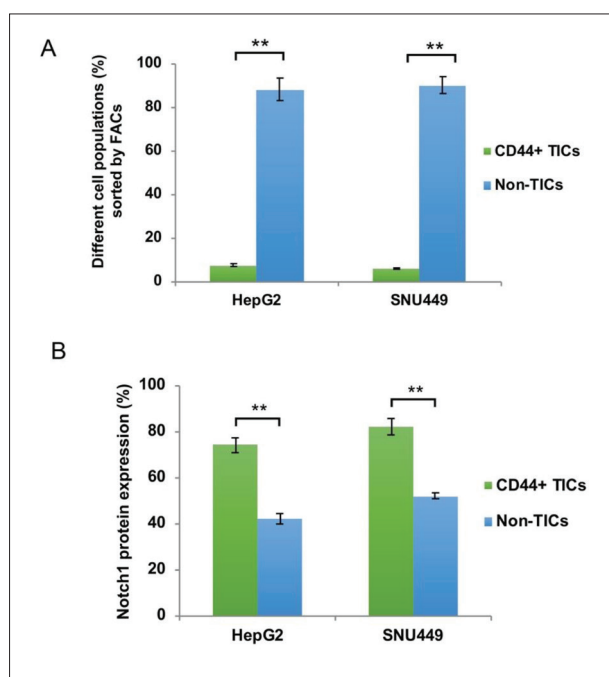 A
Different cell populations (%)
sorted by FACs
100
80
60
40
20
0
**
**
HepG2
SNU449
CD44+ TICs
Non-TICs
B
Notch1 protein expression (%)
100
80
60
40
20
0
**
**
HepG2
SNU449
CD44+ TICs
Non-TICs